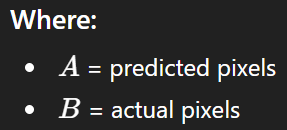 Where:
• A = predicted pixels
• B = actual pixels